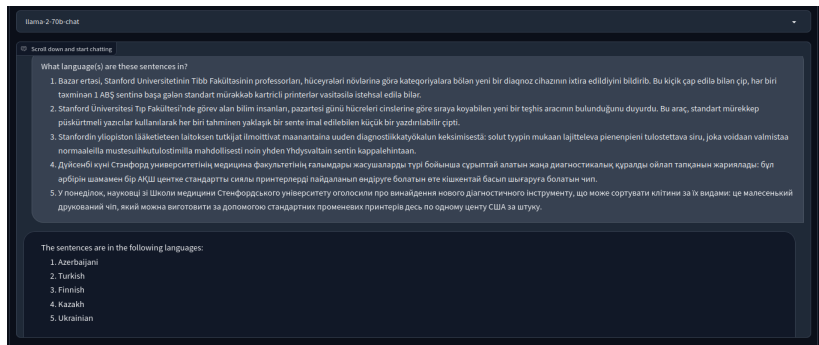 llama-2-70b-chat
Scroll down and start chatting
What language(s) are these sentences in?
1. Bazar ertəsi, Stanford Universitetinin Tibb Fakültəsinin professorları, hüceyrələri növlərinə görə kateqoriyalara bölən yeni bir diaqnoz cihazının ixtira edildiyini bildirib. Bu kiçik çap edilə bilən çip, hər biri
təxminən 1 ABŞ sentinə başa gələn standart mürəkkəb kartricli printerlər vasitəsilə istehsal edilə bilər.
2. Stanford Üniversitesi Tıp Fakültesi'nde görev alan bilim insanları, pazartesi günü hücreleri cinslerine göre sıraya koyabilen yeni bir teşhis aracının bulunduğunu duyurdu. Bu araç, standart mürekkep
püskürtmeli yazıcılar kullanılarak her biri tahminen yaklaşık bir sente imal edilebilen küçük bir yazdırılabilir çipti.
3. Stanfordin yliopiston lääketieteen laitoksen tutkijat ilmoittivat maanantaina uuden diagnostiikkatyökalun keksimisestä: solut tyypin mukaan lajitteleva pienenpieni tulostettava siru, joka voidaan valmistaa
normaaleilla mustesuihkutulostimilla mahdollisesti noin yhden Yhdysvaltain sentin kappalehintaan.
4. Дүйсенбі күні Стэнфорд университетінің медицина факультетінің ғалымдары жасушаларды түрі бойынша сұрыптай алатын жаңа диагностикалық құралды ойлап тапқанын жариялады: бұл
әрбірін шамамен бір АҚШ центке стандартты сиялы принтерлерді пайдаланып өндіруге болатын өте кішкентай басып шығаруға болатын чип.
5. У понеділок, науковці зі Школи медицини Стенфордського університету оголосили про винайдення нового діагностичного інструменту, що може сортувати клітини за їх видами: це малесенький
друкований чіп, який можна виготовити за допомогою стандартних променевих принтерів десь по одному центу США за штуку.
The sentences are in the following languages:
1. Azerbaijani
2. Turkish
3. Finnish
4. Kazakh
5. Ukrainian